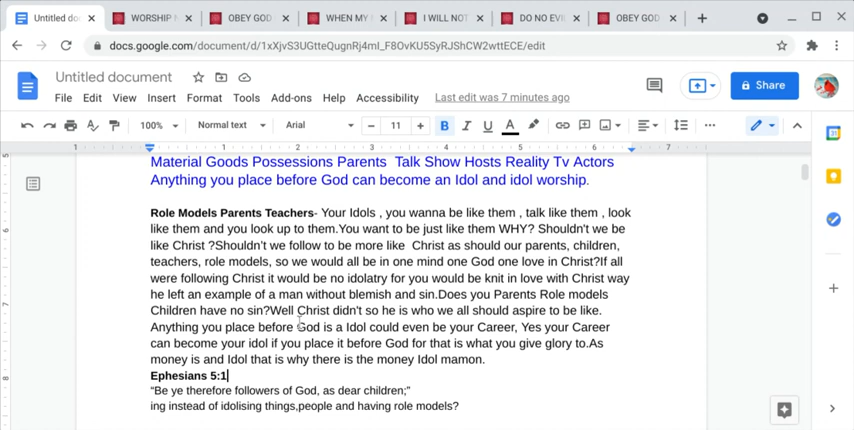 Untitled doc
WORSHIP
OBEY GOD
WHEN MY
I WILL NOT
DO NO EVI
OBEY GOD
docs.google.com/document/d/1xXjvS3UGtteQugnRj4mI_F8OvKU5SyRJShCW2wttECE/edit
Untitled document
File Edit View Insert Format Tools Add-ons Help Accessibility Last edit was 7 minutes ago
Share
100% Normal text Arial 11 B I U A
1 1 2 3 4 5 6 7
Material Goods Possessions Parents  Talk Show Hosts Reality Tv Actors
Anything you place before God can become an Idol and idol worship.
Role Models Parents Teachers- Your Idols , you wanna be like them , talk like them , look
like them and you look up to them.You want to be just like them WHY? Shouldn't we be
like Christ ?Shouldn't we follow to be more like  Christ as should our parents, children,
teachers, role models, so we would all be in one mind one God one love in Christ?If all
were following Christ it would be no idolatry for you would be knit in love with Christ way
he left an example of a man without blemish and sin.Does you Parents Role models
Children have no sin?Well Christ didn't so he is who we all should aspire to be like.
Anything you place before God is a Idol could even be your Career, Yes your Career
can become your idol if you place it before God for that is what you give glory to.As
money is and Idol that is why there is the money Idol mamon.
Ephesians 5:1
“Be ye therefore followers of God, as dear children;”
ing instead of idolising things,people and having role models?
5
6
7
8